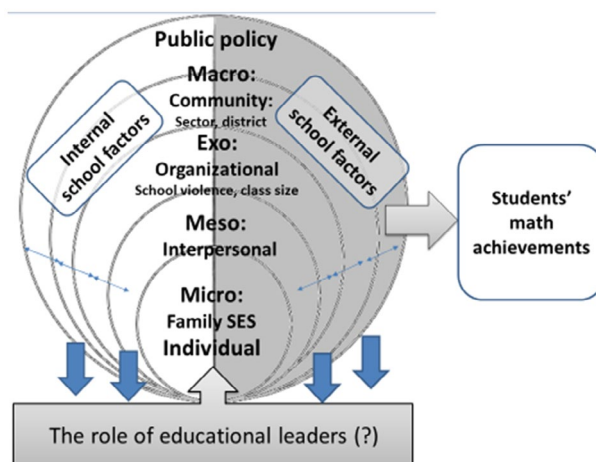 Public policy
Macro:
Community:
Sector, district
Internal
school factors
External
school factors
Exo:
Organizational
School violence, class size
Meso:
Interpersonal
Micro:
Family SES
Individual
Students'
math
achievements
The role of educational leaders (?)